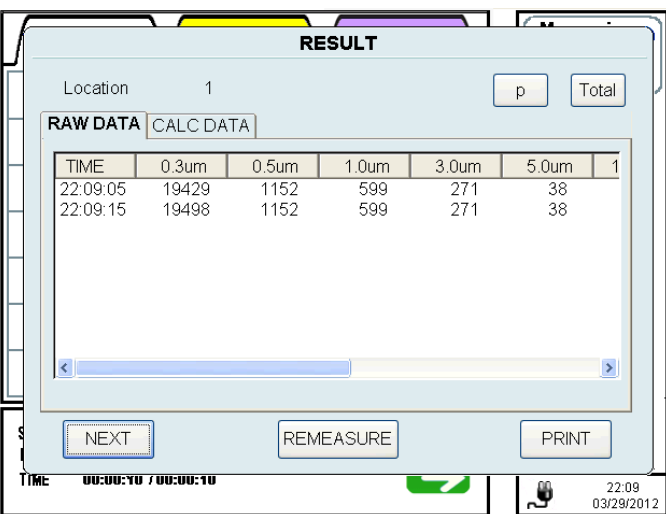 RESULT
Location 1 p Total
RAW DATA CALC DATA
TIME 0.3um 0.5um 1.0um 3.0um 5.0um 1
22:09:05 19429 1152 599 271 38
22:09:15 19498 1152 599 271 38
NEXT REMEASURE PRINT
TIME
22:09
03/29/2012